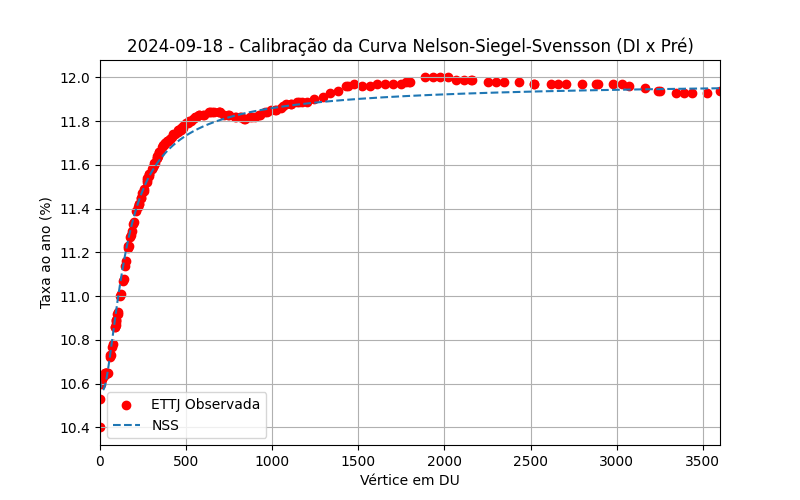 2024-09-18 - Calibração da Curva Nelson-Siegel-Svensson (DI x Pré)
Taxa ao ano (%)
12.0
11.8
11.6
11.4
11.2
11.0
10.8
10.6
10.4
ETTJ Observada
NSS
0 500 1000 1500 2000 2500 3000 3500
Vértice em DU